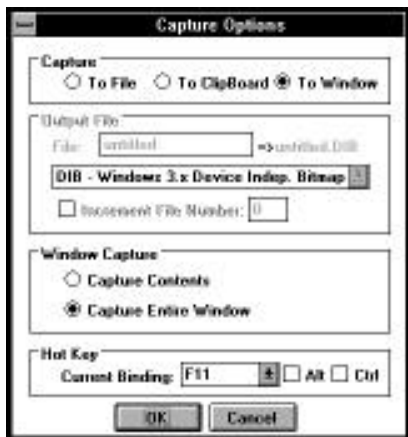 Capture Options
Capture
To File To ClipBoard To Window
Output File
File: untitled =>untitled.DIB
DIB - Windows 3.x Device Indep. Bitmap
Increment File Number: 0
Window Capture
Capture Contents
Capture Entire Window
Hot Key
Current Binding: F11 Alt Ctrl
OK Cancel